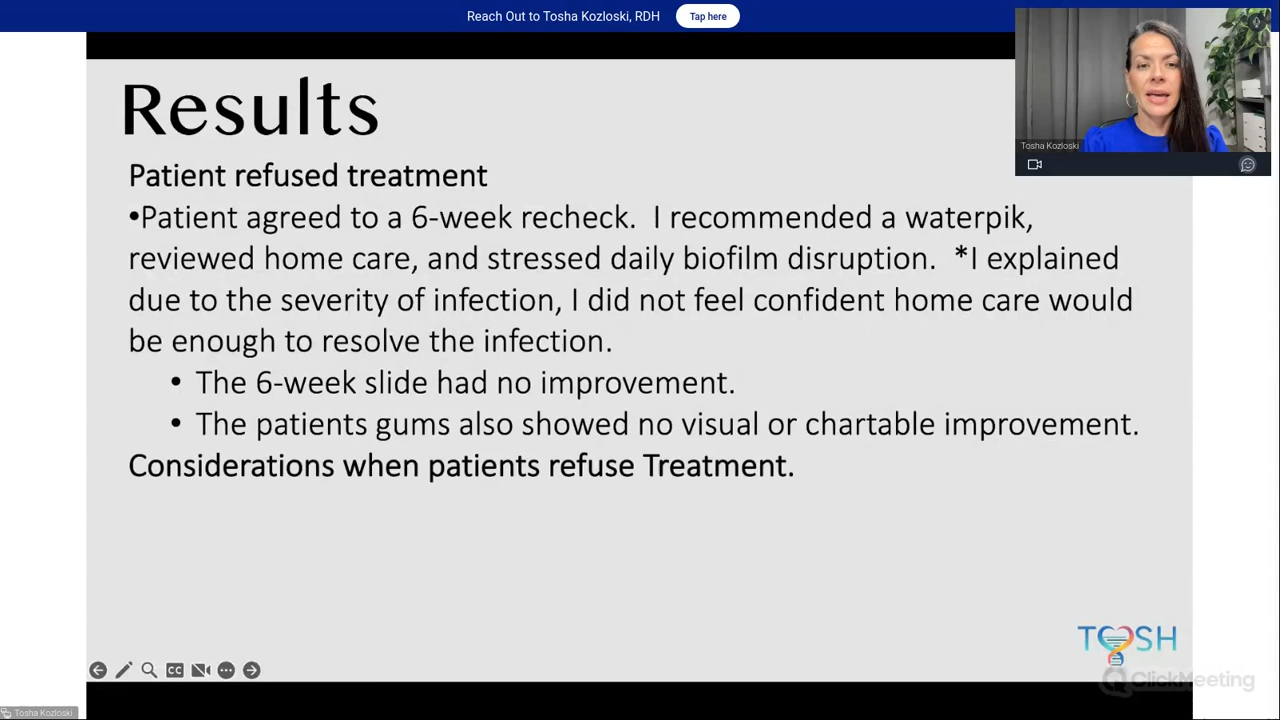 Reach Out to Tosha Kozloski, RDH
Tap here
Results
Tosha Kozloski
Patient refused treatment
•Patient agreed to a 6-week recheck.  I recommended a waterpik,
reviewed home care, and stressed daily biofilm disruption.  *I explained
due to the severity of infection, I did not feel confident home care would
be enough to resolve the infection.
• The 6-week slide had no improvement.
• The patients gums also showed no visual or chartable improvement.
Considerations when patients refuse Treatment.
TOSH
CC
ClickMeeting
Tosha Kozloski